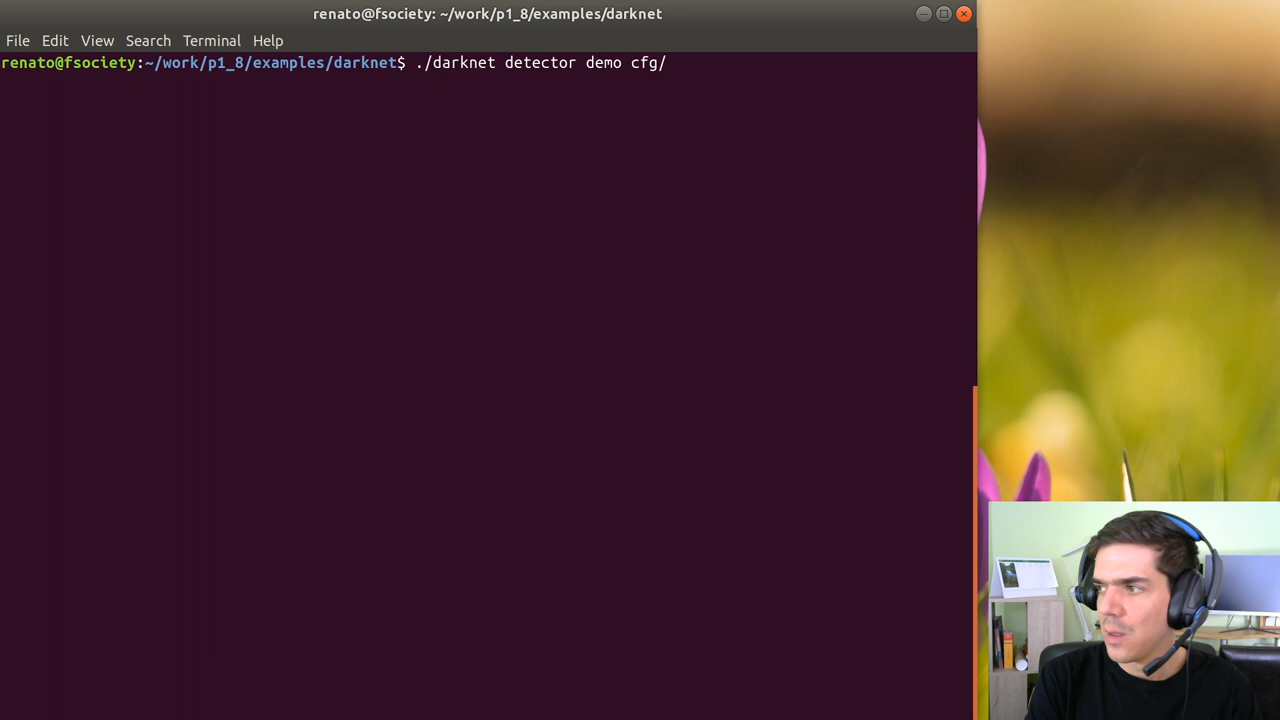 renato@fsociety: ~/work/p1_8/examples/darknet
File Edit View Search Terminal Help
renato@fsociety:~/work/p1_8/examples/darknet$ ./darknet detector demo cfg/